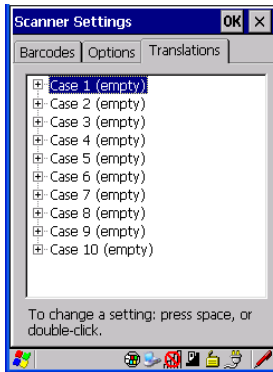 Scanner Settings OK ×
Barcodes Options Translations
Case 1 (empty)
Case 2 (empty)
Case 3 (empty)
Case 4 (empty)
Case 5 (empty)
Case 6 (empty)
Case 7 (empty)
Case 8 (empty)
Case 9 (empty)
Case 10 (empty)
To change a setting: press space, or
double-click.